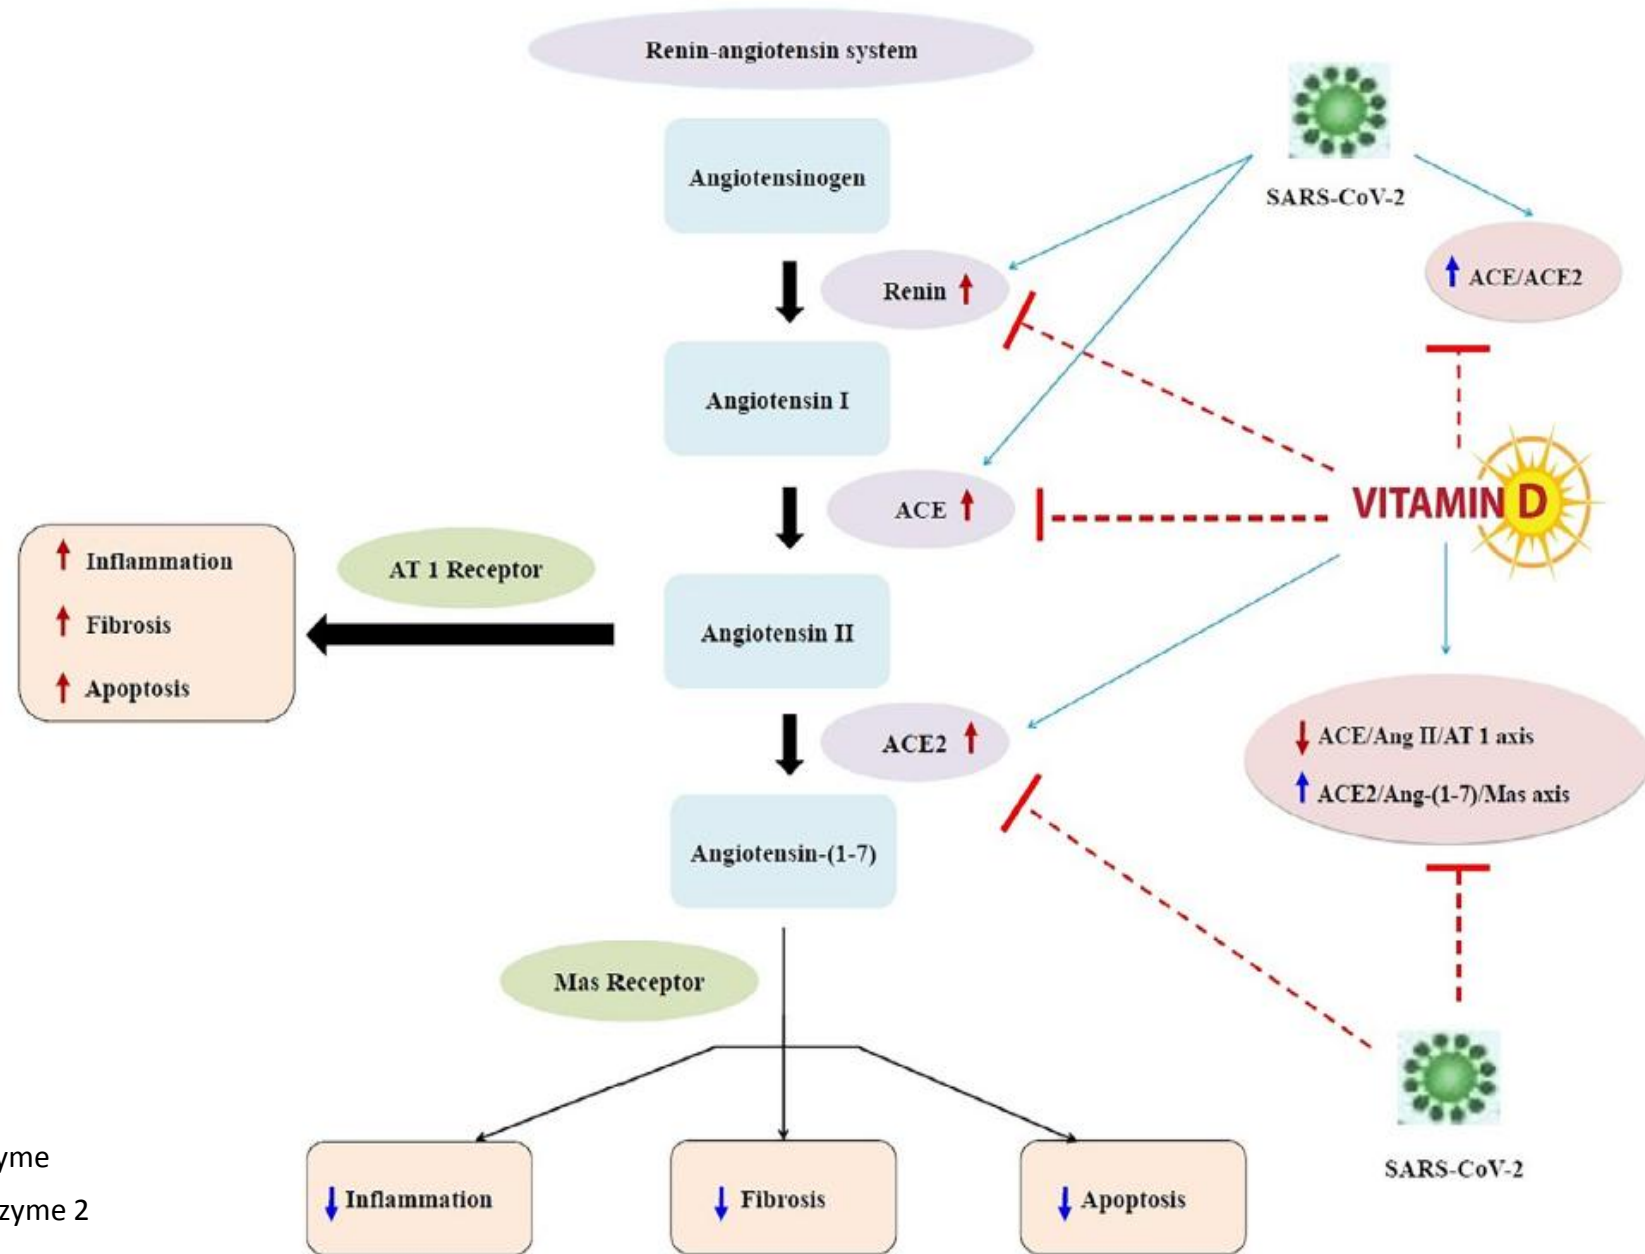 Renin-angiotensin system
Angiotensinogen
SARS-CoV-2
Renin
ACE/ACE2
Angiotensin I
ACE
VITAMIN D
Inflammation
Fibrosis
Apoptosis
AT 1 Receptor
Angiotensin II
ACE2
ACE/Ang II/AT 1 axis
ACE2/Ang-(1-7)/Mas axis
Angiotensin-(1-7)
Mas Receptor
SARS-CoV-2
Inflammation
Fibrosis
Apoptosis
yme
zyme 2